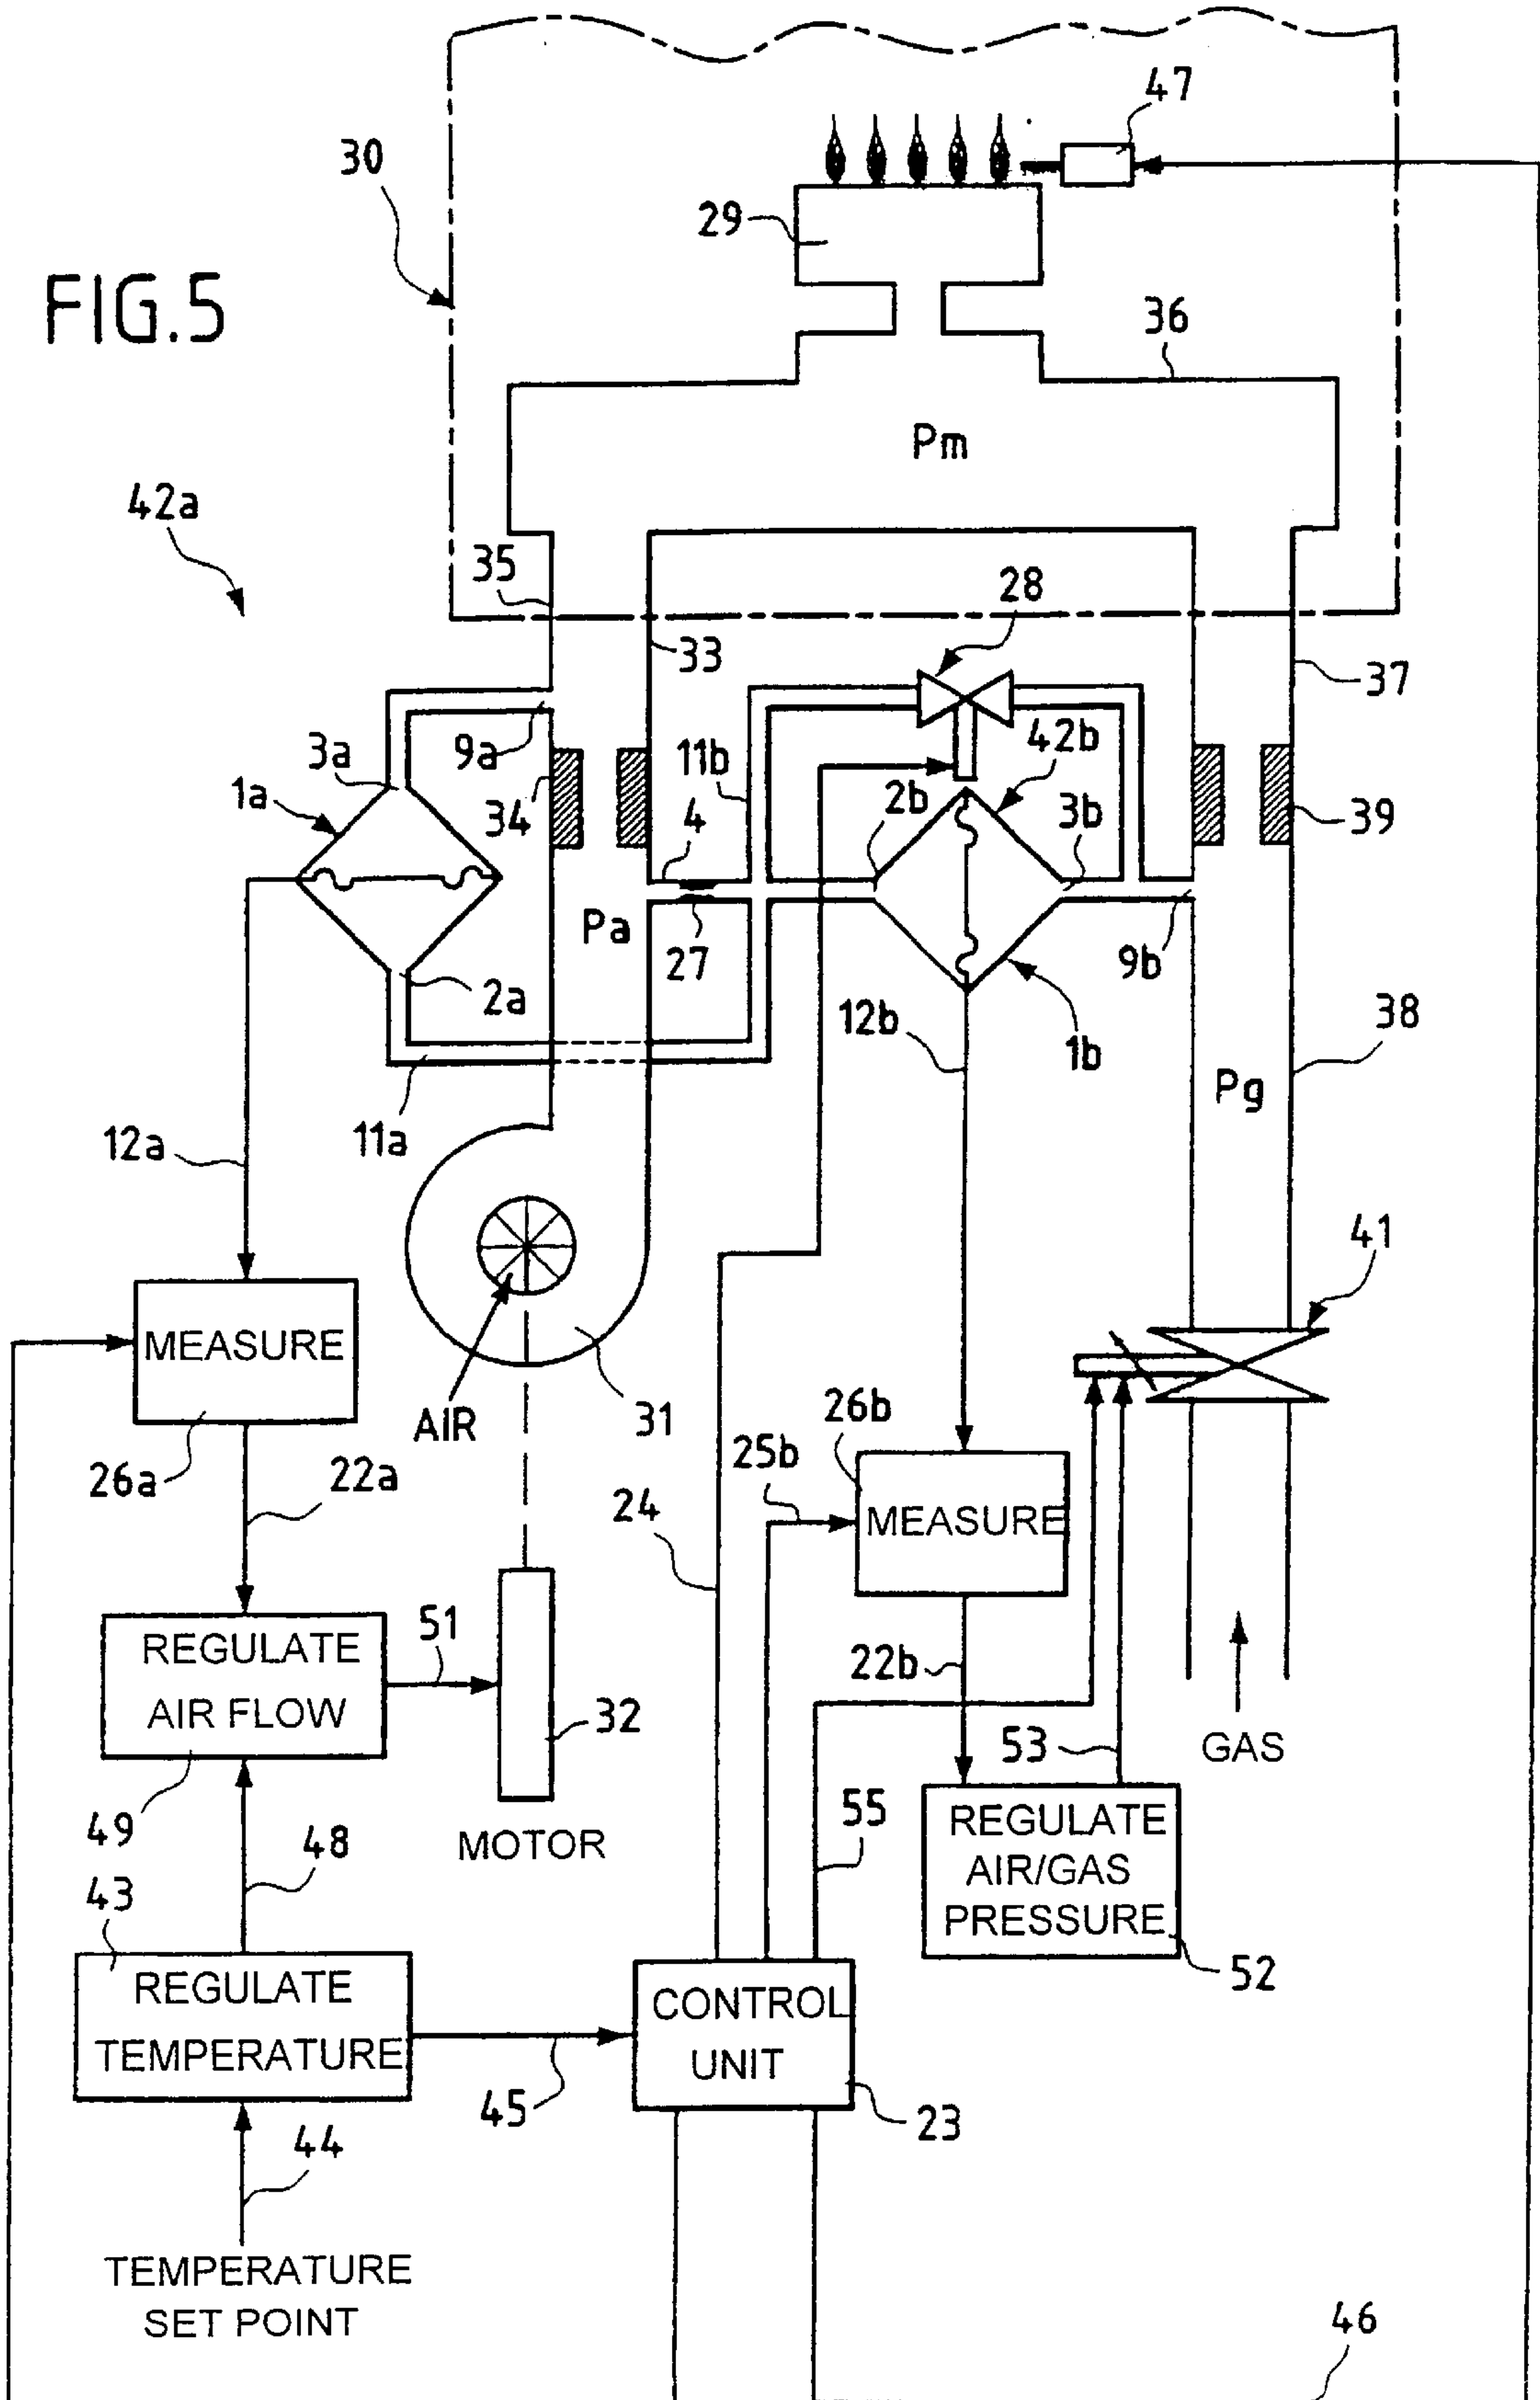 FIG.5
47
30
29
36
Pm
42a
35
28
33
37
3a
9a
11b
42b
1a
34
4
2b
3b
39
Pa
27
9b
2a
12b
1b
38
11a
Pg
12a
41
MEASURE
AIR
31
26b
26a
22a
25b
24
MEASURE
REGULATE
AIR FLOW
51
22b
32
53
GAS
49
48
MOTOR
55
REGULATE
AIR/GAS
PRESSURE
43
52
REGULATE
TEMPERATURE
CONTROL
UNIT
45
23
44
TEMPERATURE
SET POINT
46